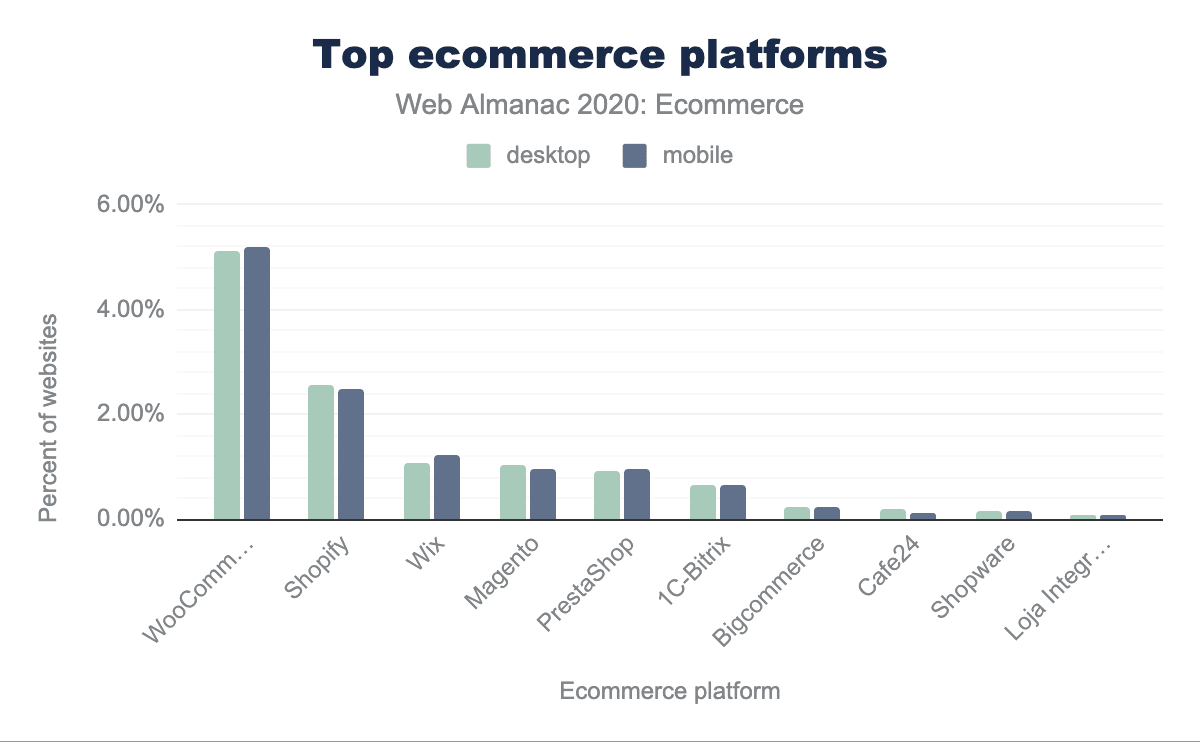 Top ecommerce platforms
Web Almanac 2020: Ecommerce
desktop
mobile
6.00%
4.00%
2.00%
0.00%
Percent of websites
WooComm...
Shopify
Wix
Magento
PrestaShop
1C-Bitrix
Bigcommerce
Cafe24
Shopware
Loja Integr...
Ecommerce platform